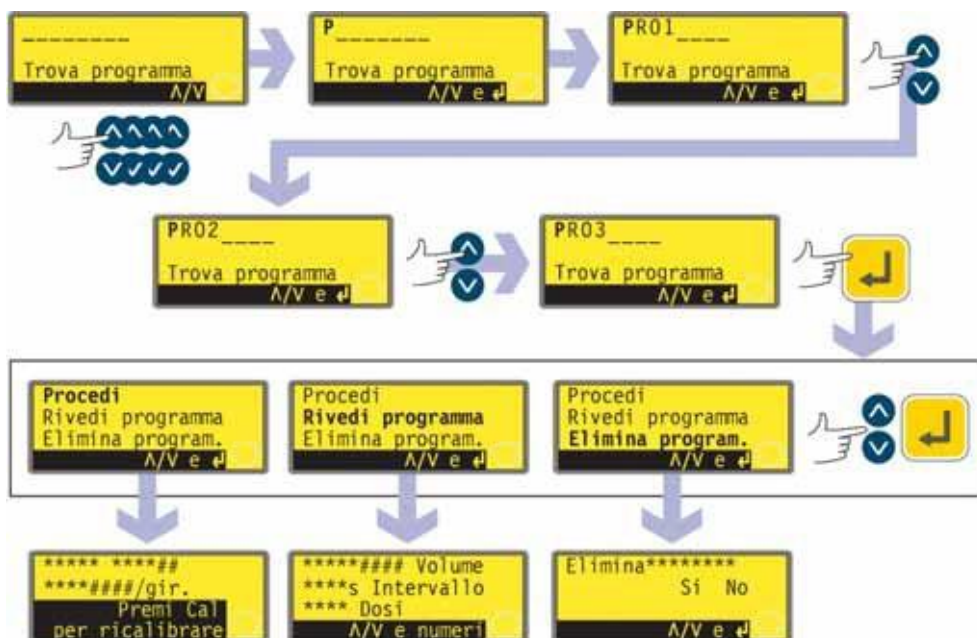 ________
Trova programma
Λ/V
P_______
Trova programma
Λ/V e ↵
PRO1____
Trova programma
Λ/V e ↵
PRO2____
Trova programma
Λ/V e ↵
PRO3____
Trova programma
Λ/V e ↵
Procedi
Rivedi programma
Elimina program.
Λ/V e ↵
Procedi
Rivedi programma
Elimina program.
Λ/V e ↵
Procedi
Rivedi programma
Elimina program.
Λ/V e ↵
***** ****##
****####/gir.
Premi Cal
per ricalibrare
*****#### Volume
****s Intervallo
**** Dosi
Λ/V e numeri
Elimina********
Si No
Λ/V e ↵